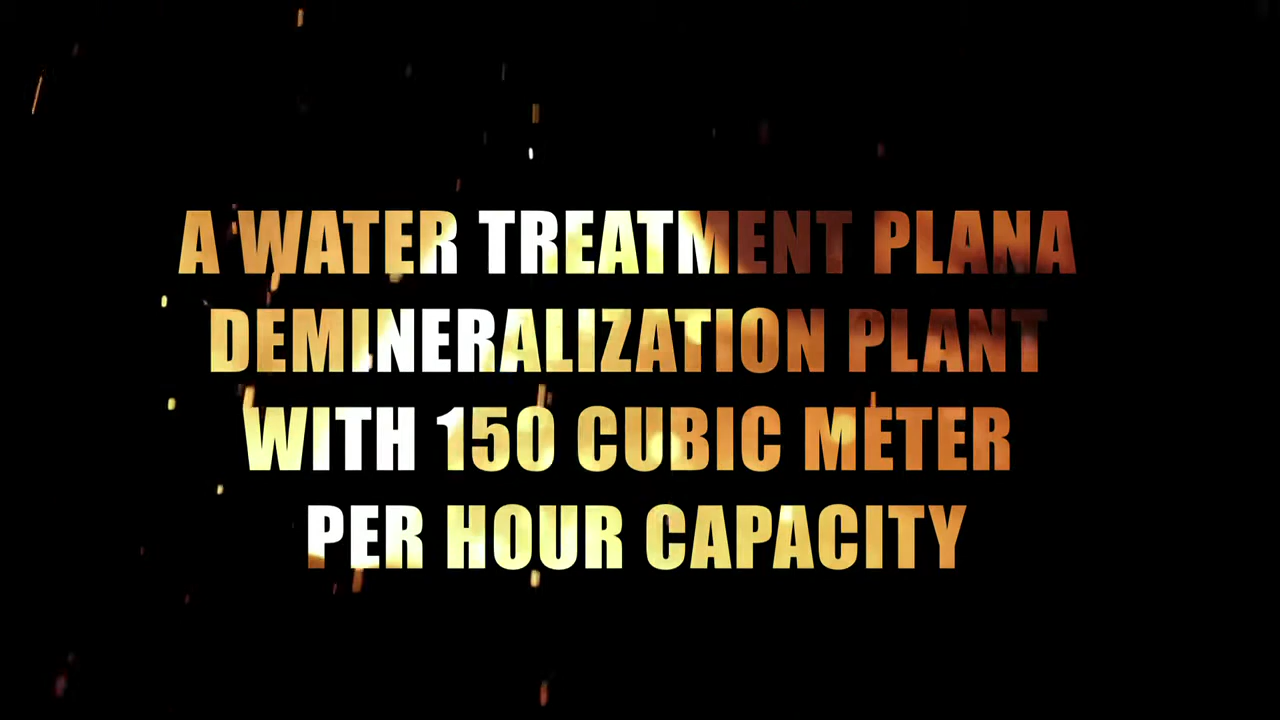 A WATER TREATMENT PLANA
DEMINERALIZATION PLANT
WITH 150 CUBIC METER
PER HOUR CAPACITY